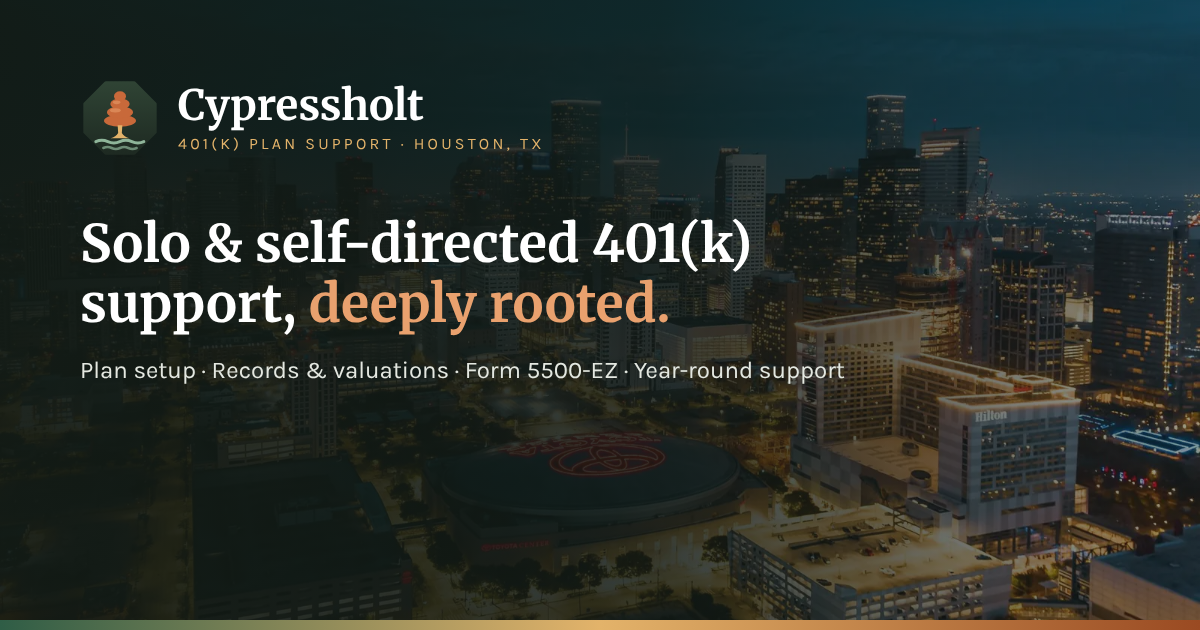 Cypressholt
401(K) PLAN SUPPORT · HOUSTON, TX
Solo & self-directed 401(k)
support, deeply rooted.
Plan setup · Records & valuations · Form 5500-EZ · Year-round support
Hilton